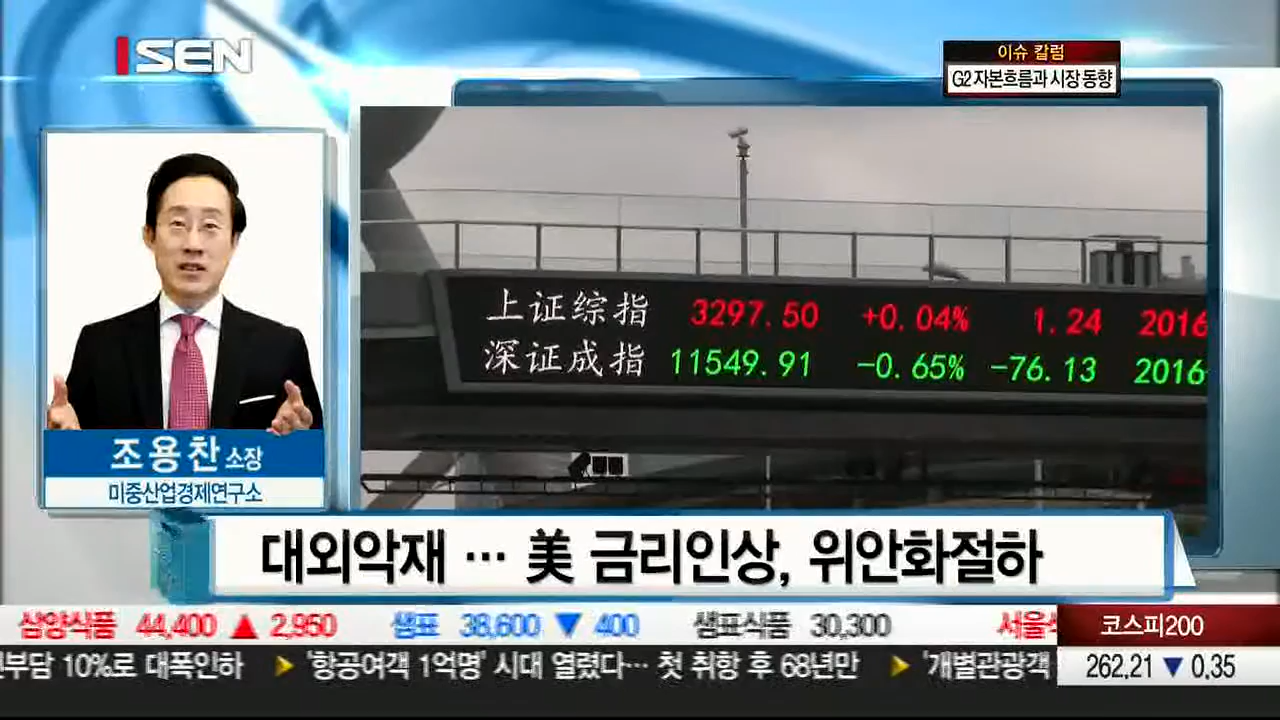 SEN
이슈 칼럼
G2 자본흐름과 시장 동향
上证综指 3297.50 +0.04% 1.24 2016
深证成指 11549.91 -0.65% -76.13 2016
조용찬 소장
미중산업경제연구소
대외악재 … 美 금리인상, 위안화절하
삼양식품 44,400 ▲ 2,950 샘표 38,600 ▼ 400 샘표식품 30,300 서울식
코스피200
부담 10%로 대폭인하 ▶ '항공여객 1억명' 시대 열렸다… 첫 취항 후 68년만 ▶ '개별관광객
262.21 ▼ 0.35